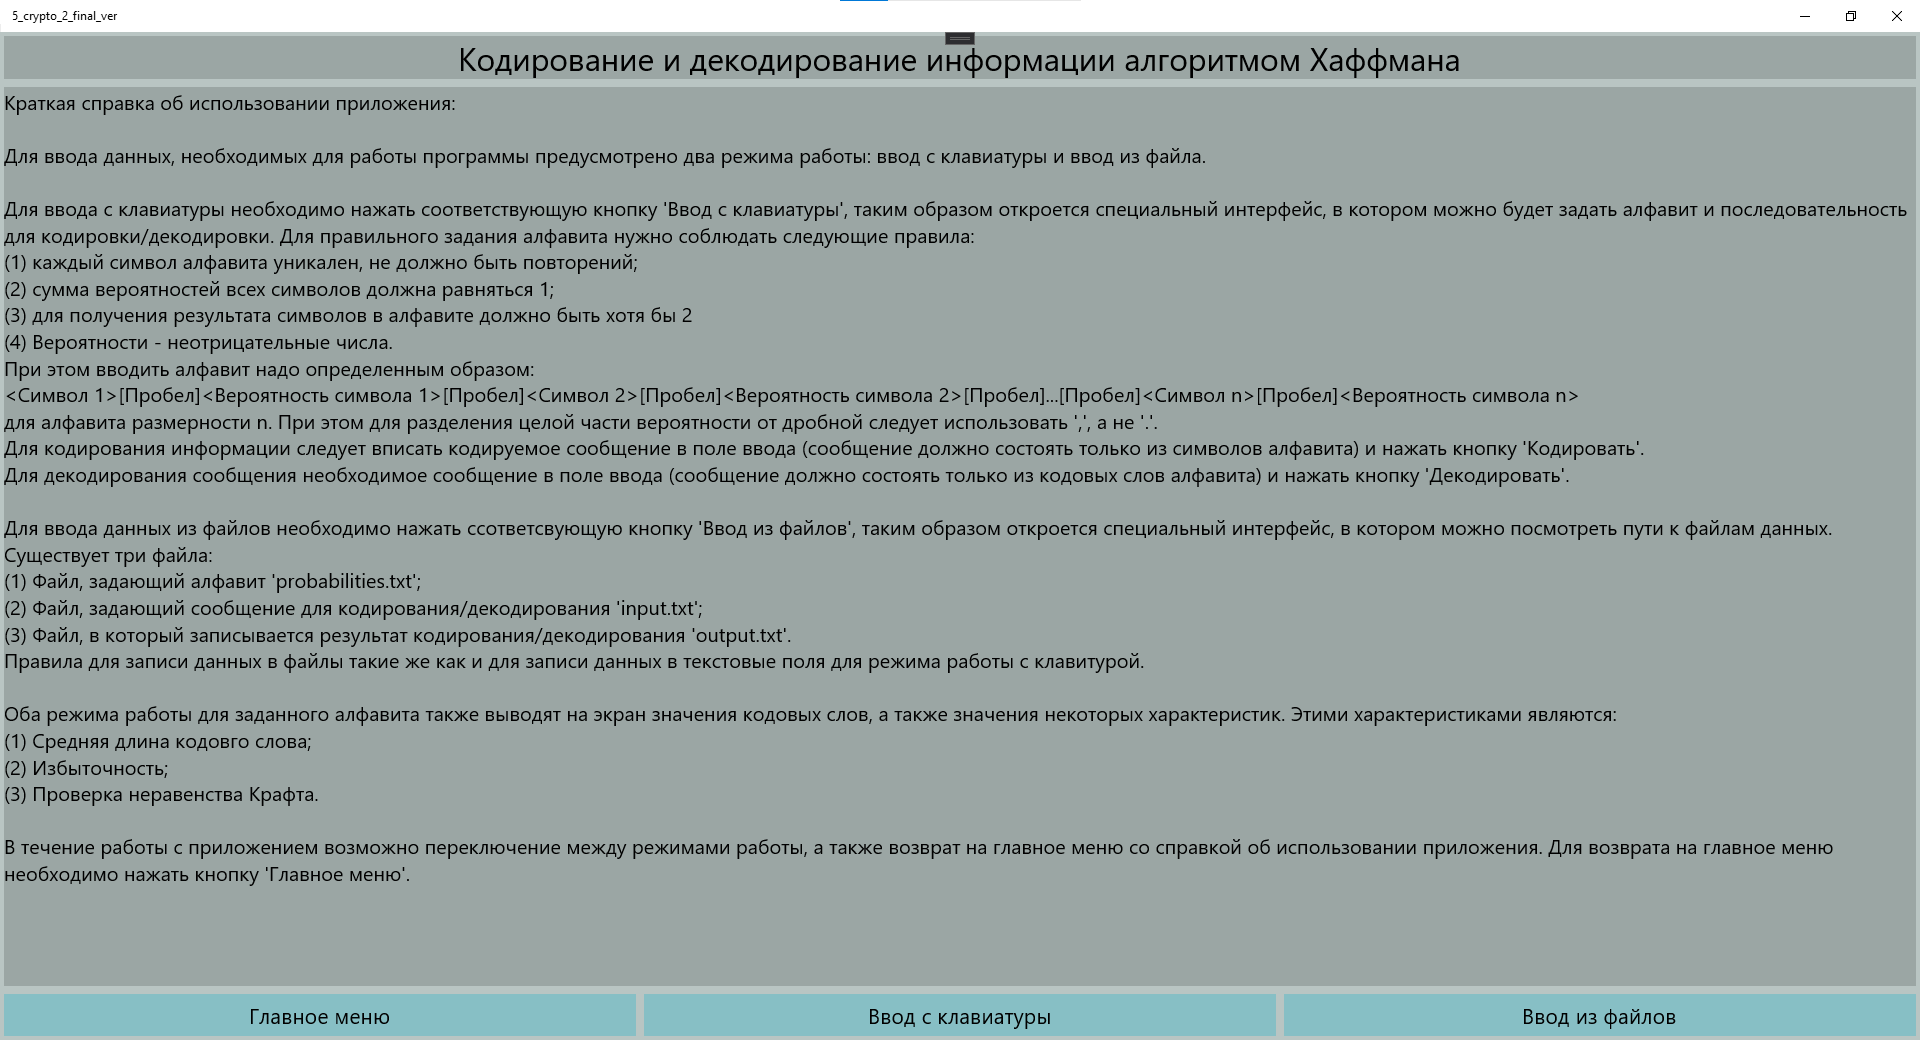 5_crypto_2_final_ver
Кодирование и декодирование информации алгоритмом Хаффмана
Краткая справка об использовании приложения:
Для ввода данных, необходимых для работы программы предусмотрено два режима работы: ввод с клавиатуры и ввод из файла.
Для ввода с клавиатуры необходимо нажать соответствующую кнопку 'Ввод с клавиатуры', таким образом откроется специальный интерфейс, в котором можно будет задать алфавит и последовательность
для кодировки/декодировки. Для правильного задания алфавита нужно соблюдать следующие правила:
(1) каждый символ алфавита уникален, не должно быть повторений;
(2) сумма вероятностей всех символов должна равняться 1;
(3) для получения результата символов в алфавите должно быть хотя бы 2
(4) Вероятности - неотрицательные числа.
При этом вводить алфавит надо определенным образом:
<Символ 1>[Пробел]<Вероятность символа 1>[Пробел]<Символ 2>[Пробел]<Вероятность символа 2>[Пробел]...[Пробел]<Символ n>[Пробел]<Вероятность символа n>
для алфавита размерности n. При этом для разделения целой части вероятности от дробной следует использовать ',', а не '.'.
Для кодирования информации следует вписать кодируемое сообщение в поле ввода (сообщение должно состоять только из символов алфавита) и нажать кнопку 'Кодировать'.
Для декодирования сообщения необходимое сообщение в поле ввода (сообщение должно состоять только из кодовых слов алфавита) и нажать кнопку 'Декодировать'.
Для ввода данных из файлов необходимо нажать ссответсвующую кнопку 'Ввод из файлов', таким образом откроется специальный интерфейс, в котором можно посмотреть пути к файлам данных.
Существует три файла:
(1) Файл, задающий алфавит 'probabilities.txt';
(2) Файл, задающий сообщение для кодирования/декодирования 'input.txt';
(3) Файл, в который записывается результат кодирования/декодирования 'output.txt'.
Правила для записи данных в файлы такие же как и для записи данных в текстовые поля для режима работы с клавитурой.
Оба режима работы для заданного алфавита также выводят на экран значения кодовых слов, а также значения некоторых характеристик. Этими характеристиками являются:
(1) Средняя длина кодовго слова;
(2) Избыточность;
(3) Проверка неравенства Крафта.
В течение работы с приложением возможно переключение между режимами работы, а также возврат на главное меню со справкой об использовании приложения. Для возврата на главное меню
необходимо нажать кнопку 'Главное меню'.
Главное меню
Ввод с клавиатуры
Ввод из файлов